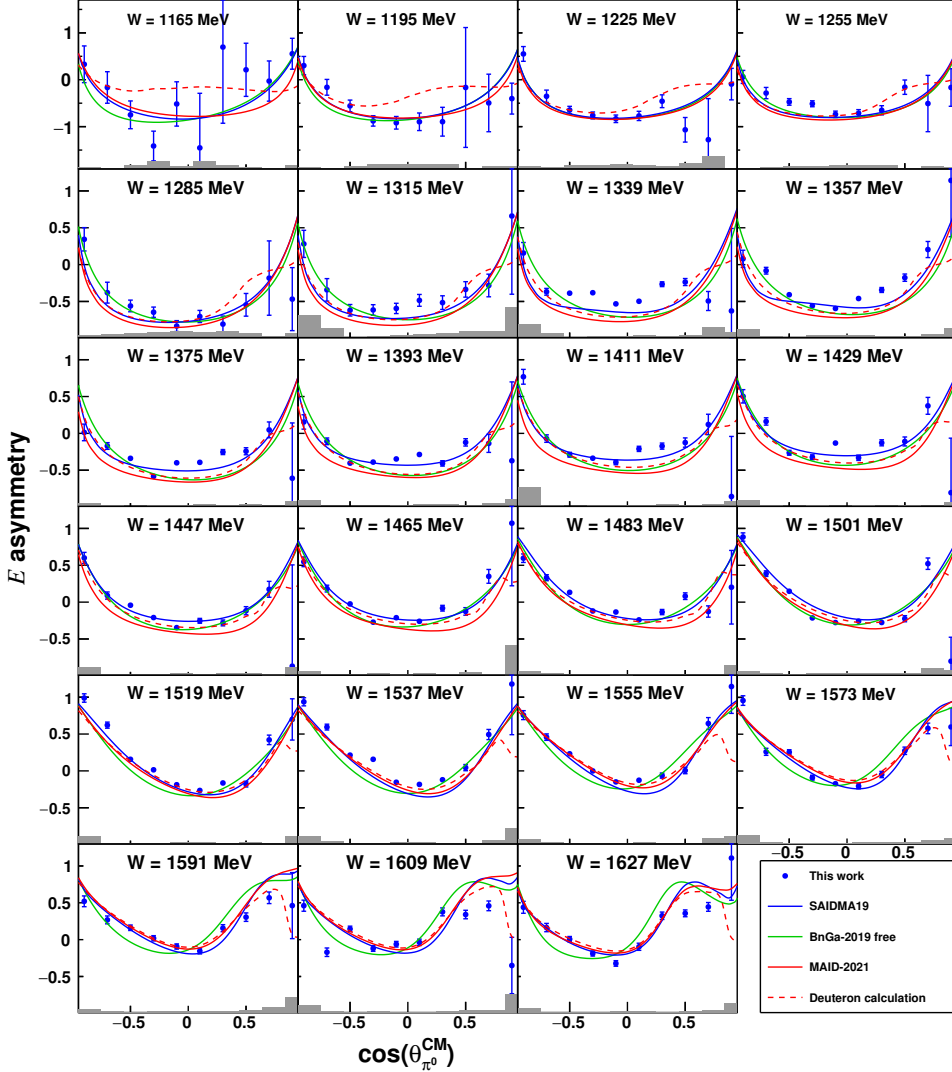 W = 1165 MeV W = 1195 MeV W = 1225 MeV W = 1255 MeV
1
0
−1
W = 1285 MeV W = 1315 MeV W = 1339 MeV W = 1357 MeV
1
0.5
0
−0.5
W = 1375 MeV W = 1393 MeV W = 1411 MeV W = 1429 MeV
1
0.5
0
−0.5
E asymmetry
W = 1447 MeV W = 1465 MeV W = 1483 MeV W = 1501 MeV
1
0.5
0
−0.5
W = 1519 MeV W = 1537 MeV W = 1555 MeV W = 1573 MeV
1
0.5
0
−0.5
−0.5 0 0.5
W = 1591 MeV W = 1609 MeV W = 1627 MeV
1
0.5
0
−0.5
This work
SAIDMA19
BnGa-2019 free
MAID-2021
Deuteron calculation
−0.5 0 0.5 −0.5 0 0.5 −0.5 0 0.5
cos(θ_{π⁰}^{CM})